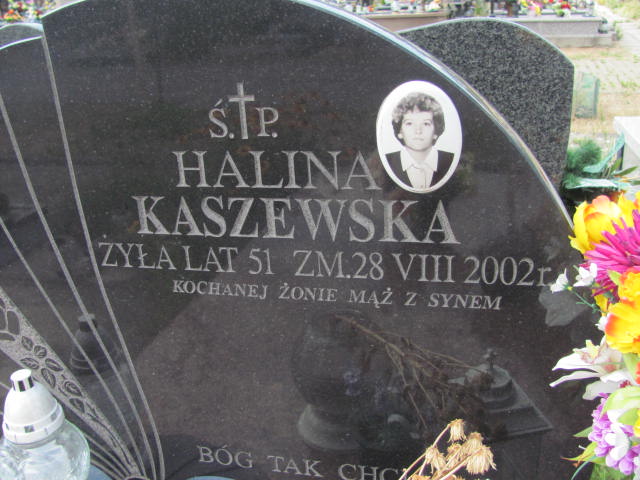 Ś.P.
HALINA
KASZEWSKA
ŻYŁA LAT 51 ZM.28 VIII 2002r.
KOCHANEJ ŻONIE MĄŻ Z SYNEM
BÓG TAK